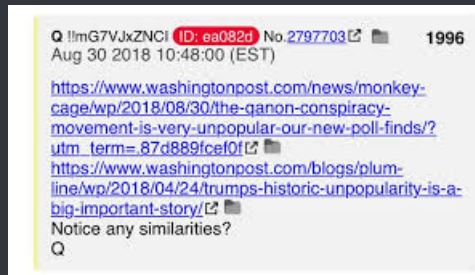 Q !!mG7VJxZNCI ID: ea082d No.2797703 1996
Aug 30 2018 10:48:00 (EST)
https://www.washingtonpost.com/news/monkey-
cage/wp/2018/08/30/the-qanon-conspiracy-
movement-is-very-unpopular-our-new-poll-finds/?
utm_term=.87d889fcef0f
https://www.washingtonpost.com/blogs/plum-
line/wp/2018/04/24/trumps-historic-unpopularity-is-a-
big-important-story/
Notice any similarities?
Q